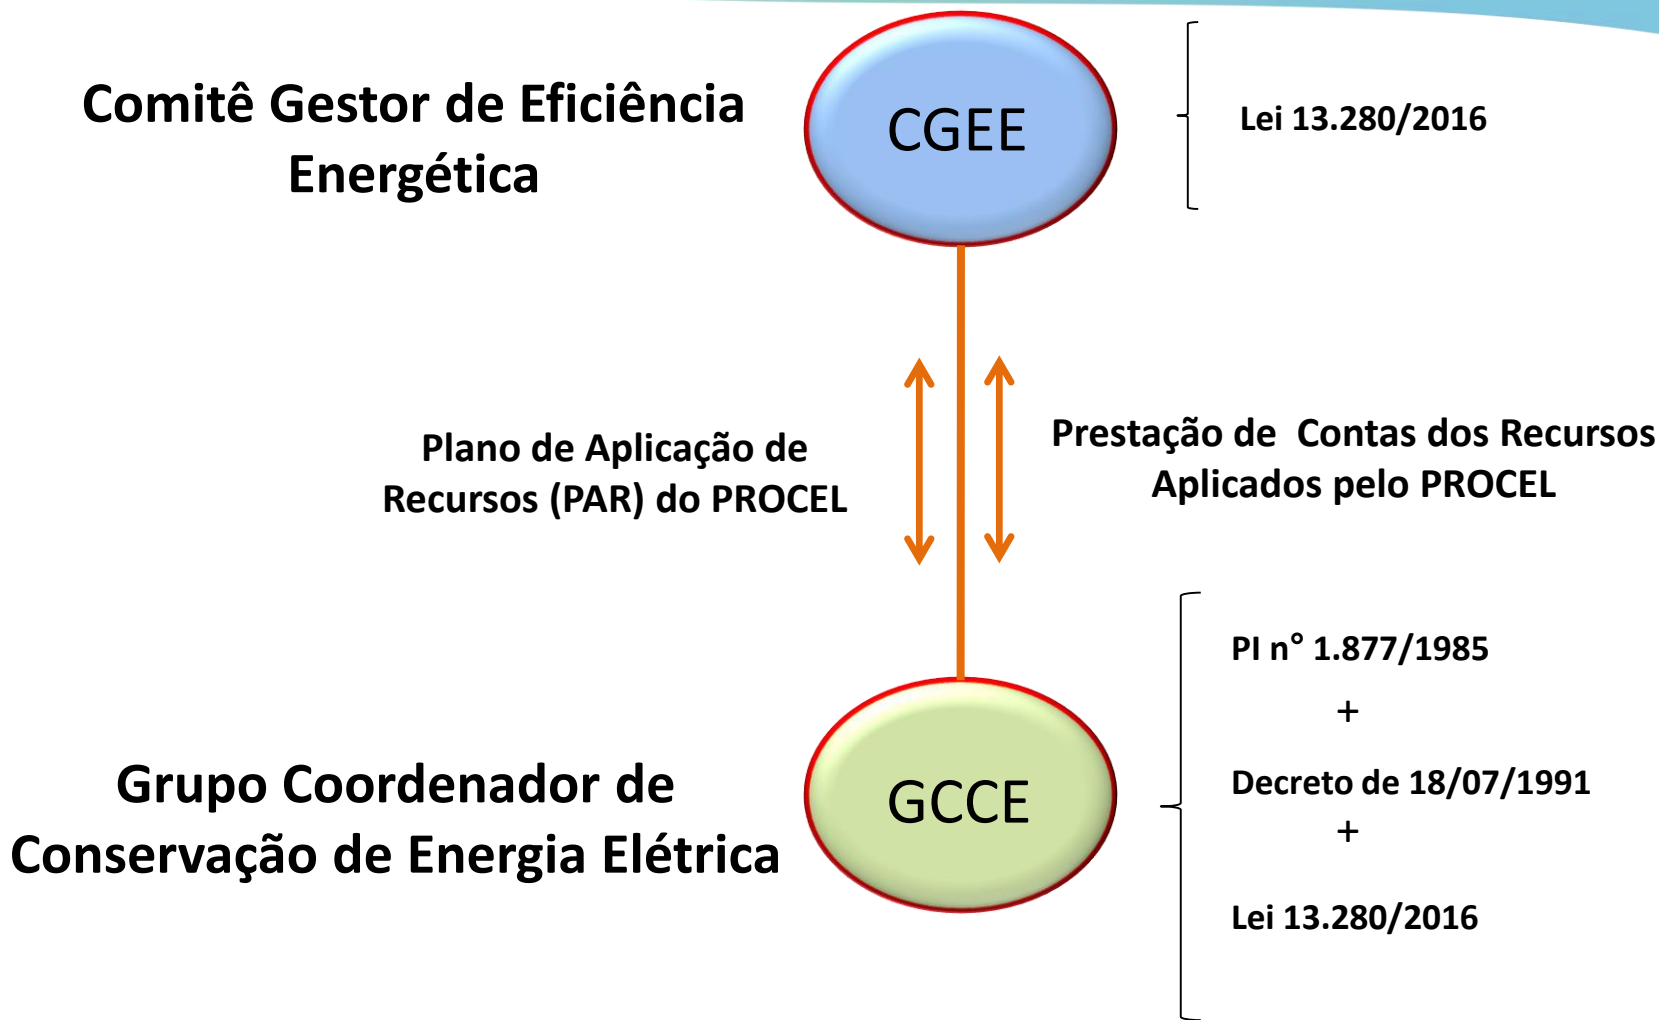 Comitê Gestor de Eficiência
Energética
CGEE
Lei 13.280/2016
Plano de Aplicação de
Recursos (PAR) do PROCEL
Prestação de Contas dos Recursos
Aplicados pelo PROCEL
Grupo Coordenador de
Conservação de Energia Elétrica
GCCE
PI n° 1.877/1985
+
Decreto de 18/07/1991
+
Lei 13.280/2016